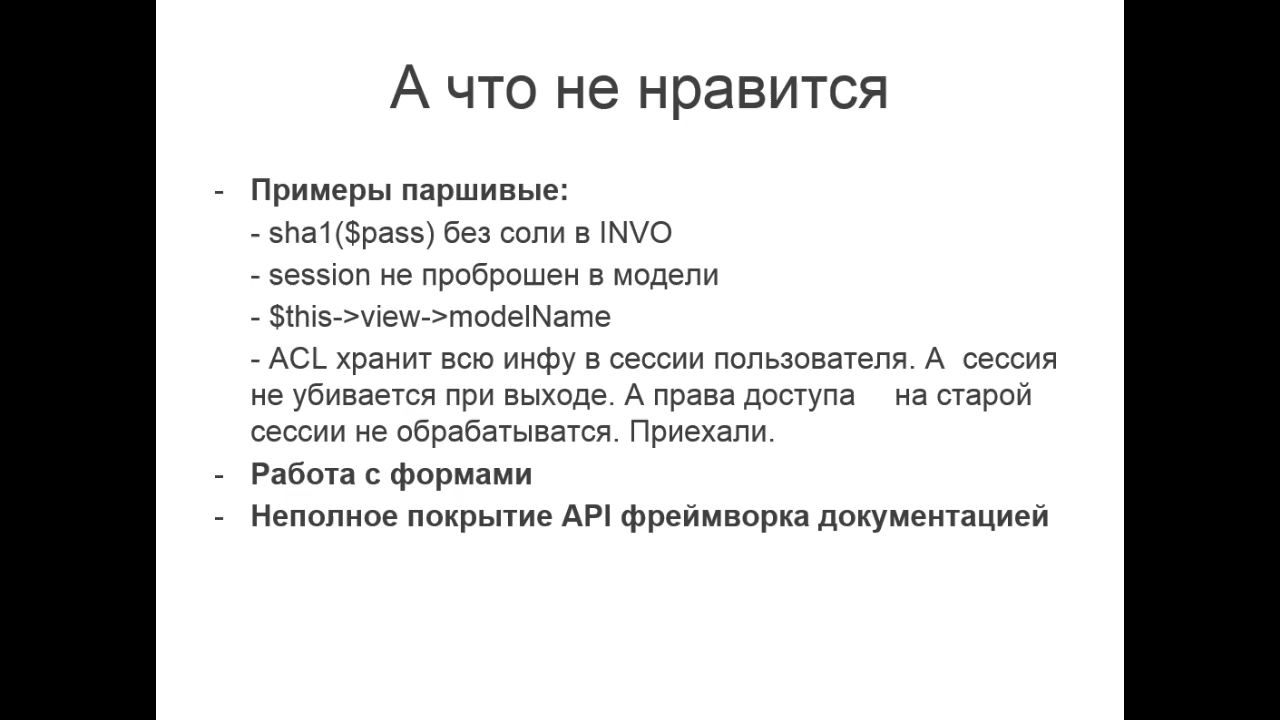 А что не нравится
- Примеры паршивые:
- sha1($pass) без соли в INVO
- session не проброшен в модели
- $this->view->modelName
- ACL хранит всю инфу в сессии пользователя. А сессия
не убивается при выходе. А права доступа на старой
сессии не обрабатыватся. Приехали.
- Работа с формами
- Неполное покрытие API фреймворка документацией